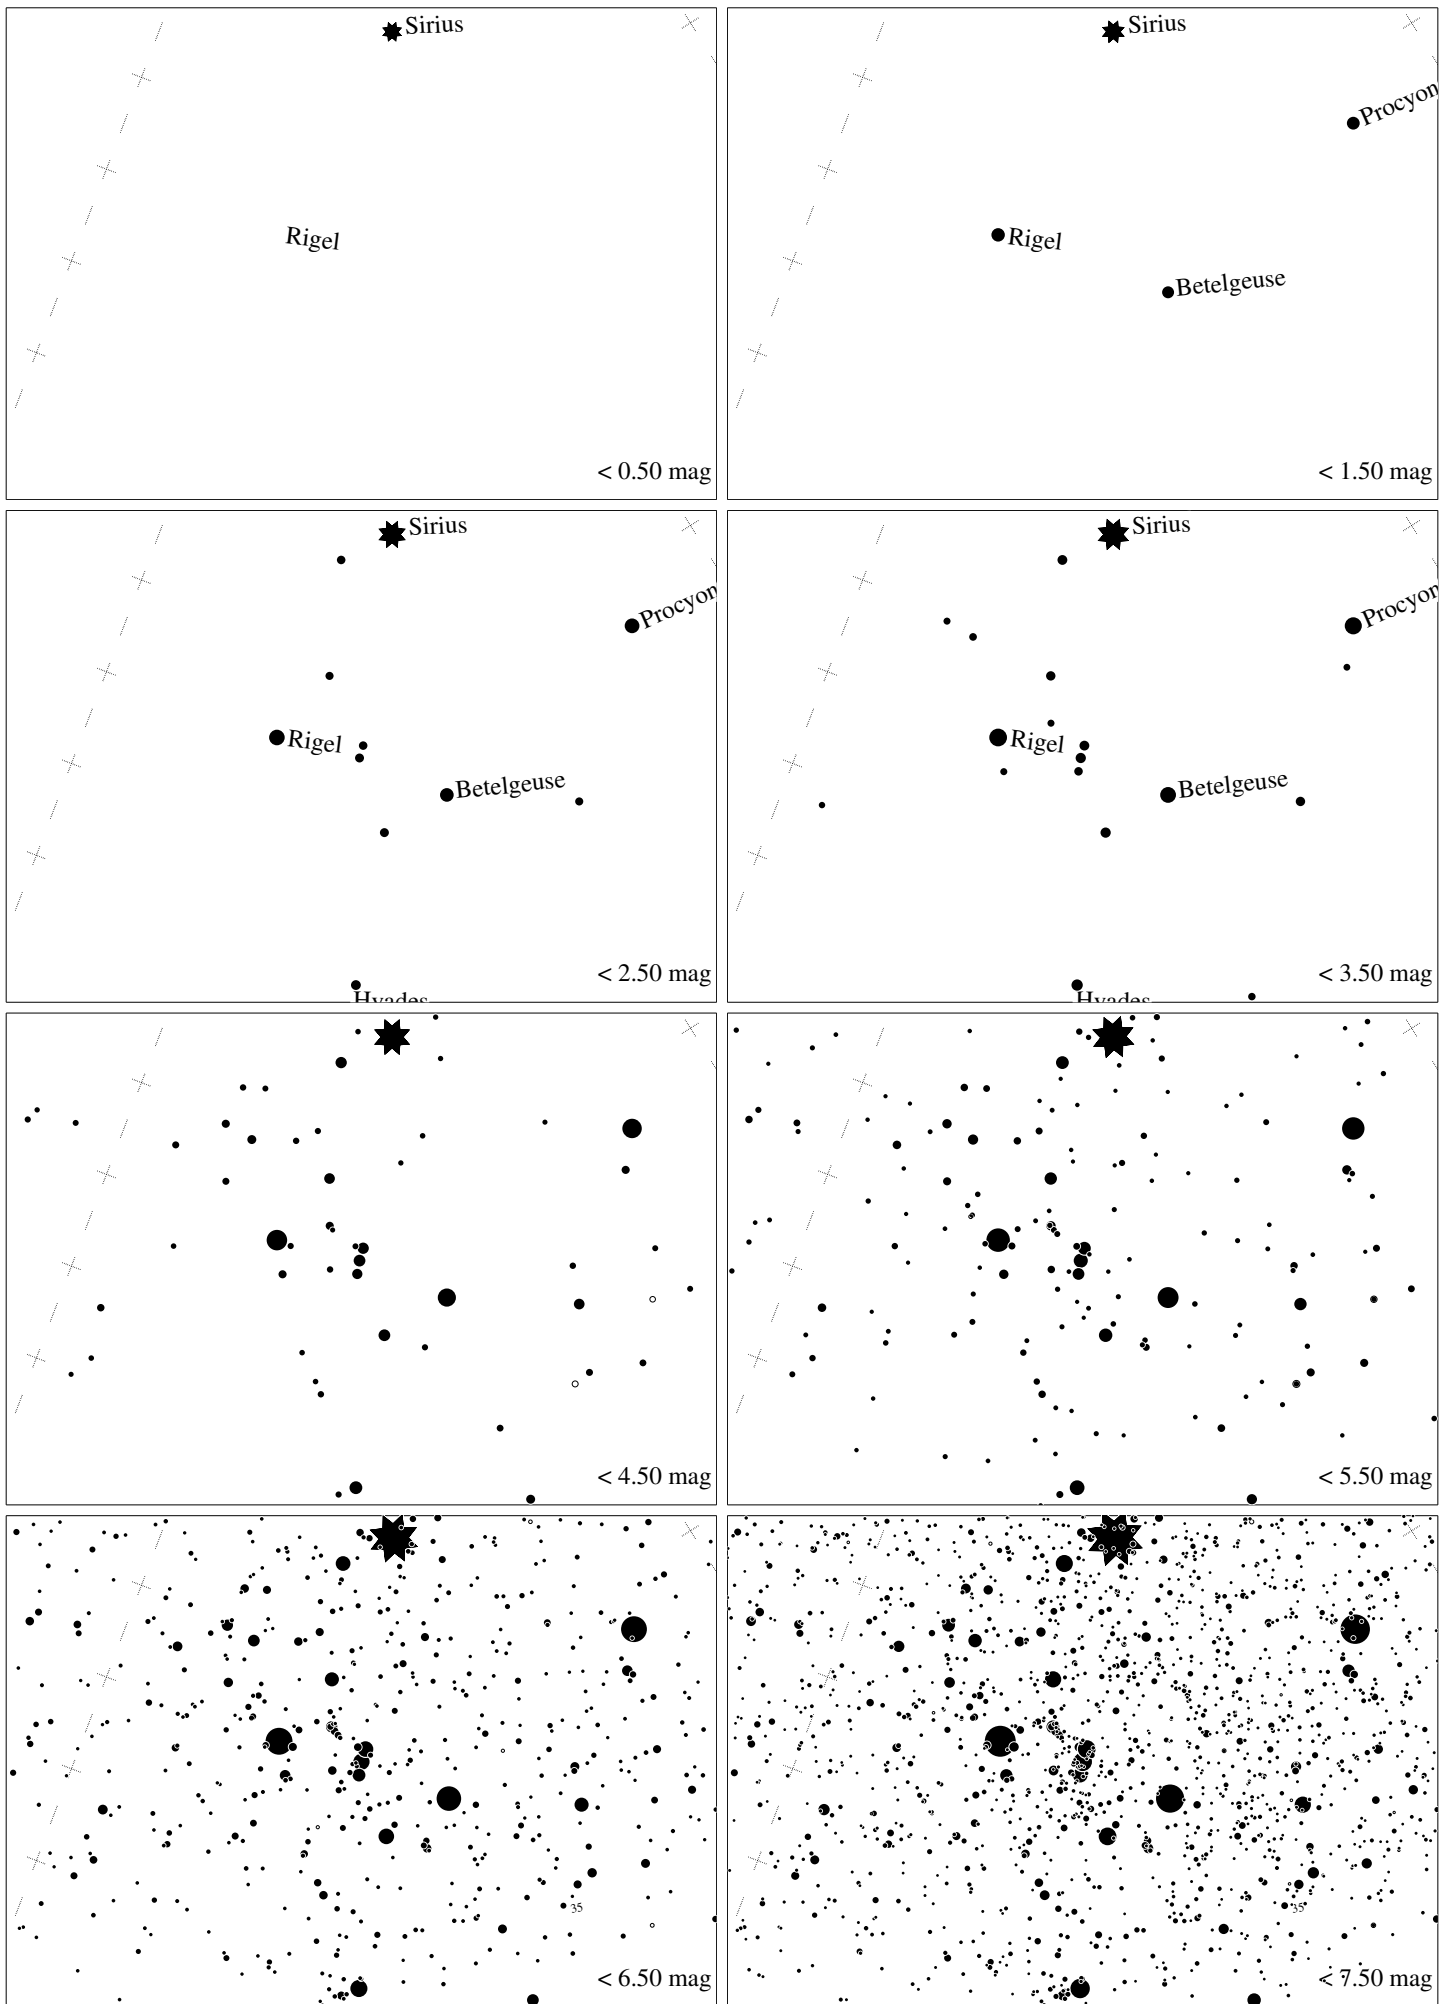 Sirius
Rigel
< 0.50 mag
Sirius
Procyon
Rigel
Betelgeuse
< 1.50 mag
Sirius
Procyon
Rigel
Betelgeuse
Hyades
< 2.50 mag
Sirius
Procyon
Rigel
Betelgeuse
Hyades
< 3.50 mag
< 4.50 mag
< 5.50 mag
35
< 6.50 mag
35
< 7.50 mag